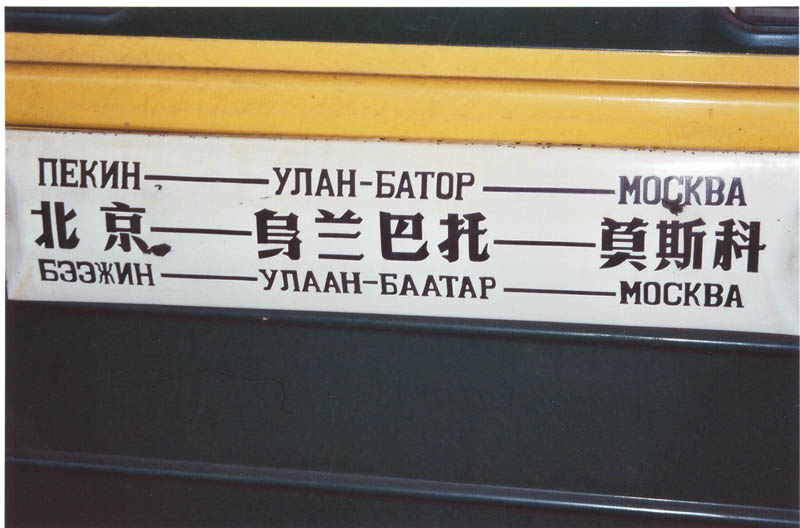 ПЕКИН — УЛАН-БАТОР — МОСКВА
北京 — 乌兰巴托 — 莫斯科
БЭЭЖИН — УЛААН-БААТАР — МОСКВА